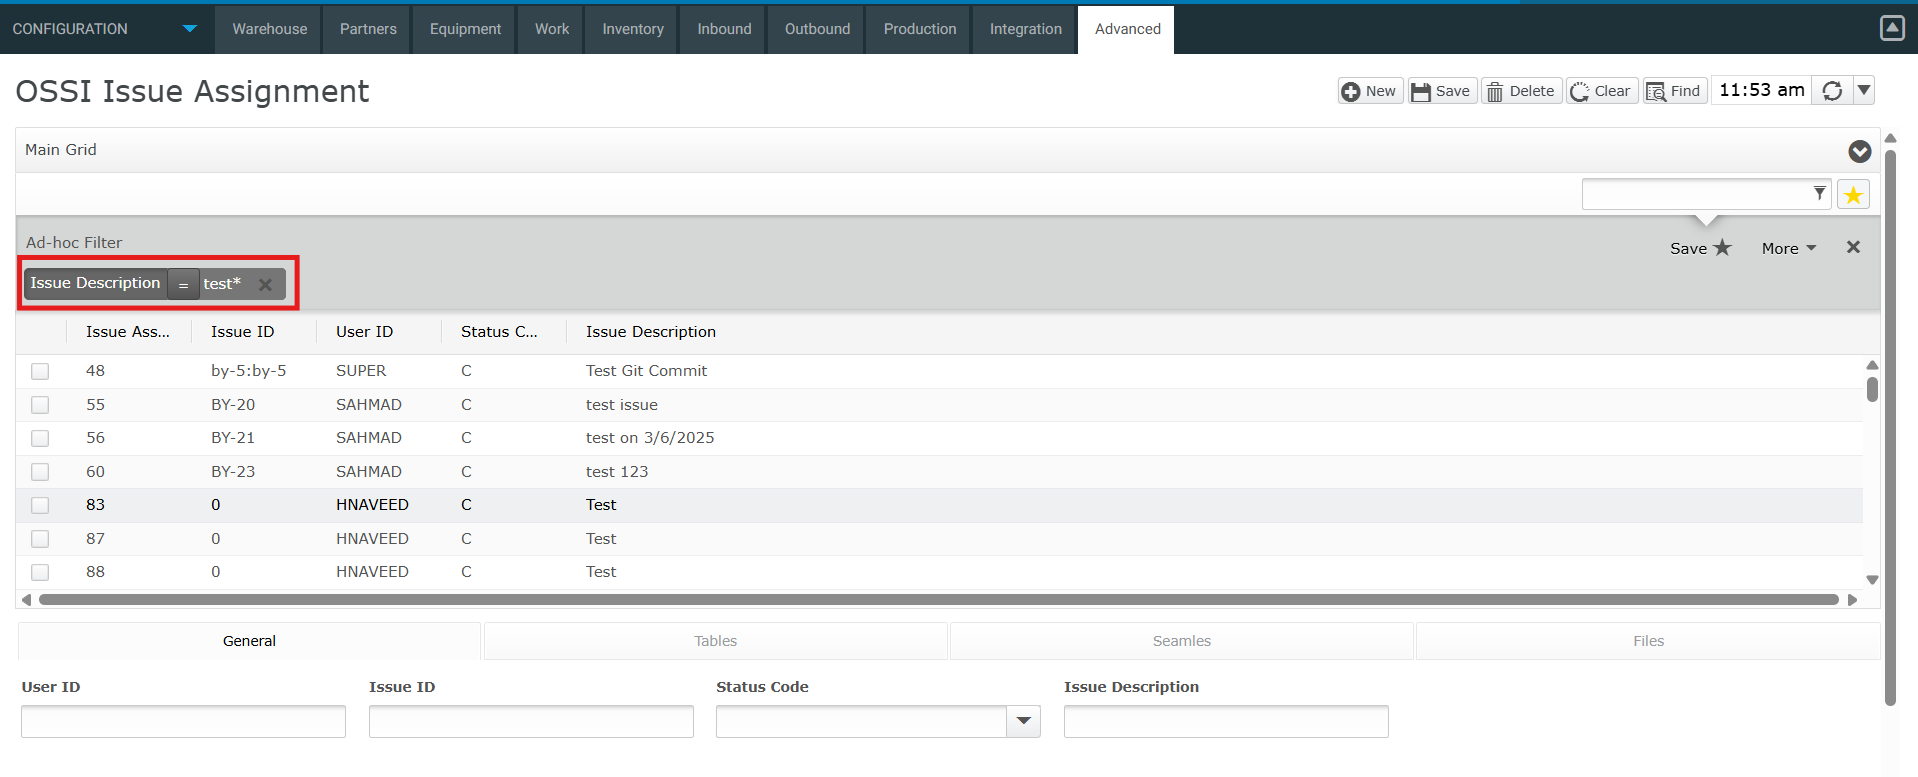 CONFIGURATION Warehouse Partners Equipment Work Inventory Inbound Outbound Production Integration Advanced
OSSI Issue Assignment
New Save Delete Clear Find 11:53 am
Main Grid
Ad-hoc Filter
Save More
Issue Description = test*
Issue Ass... Issue ID User ID Status C... Issue Description
48 by-5:by-5 SUPER C Test Git Commit
55 BY-20 SAHMAD C test issue
56 BY-21 SAHMAD C test on 3/6/2025
60 BY-23 SAHMAD C test 123
83 0 HNAVEED C Test
87 0 HNAVEED C Test
88 0 HNAVEED C Test
General Tables Seamles Files
User ID Issue ID Status Code Issue Description